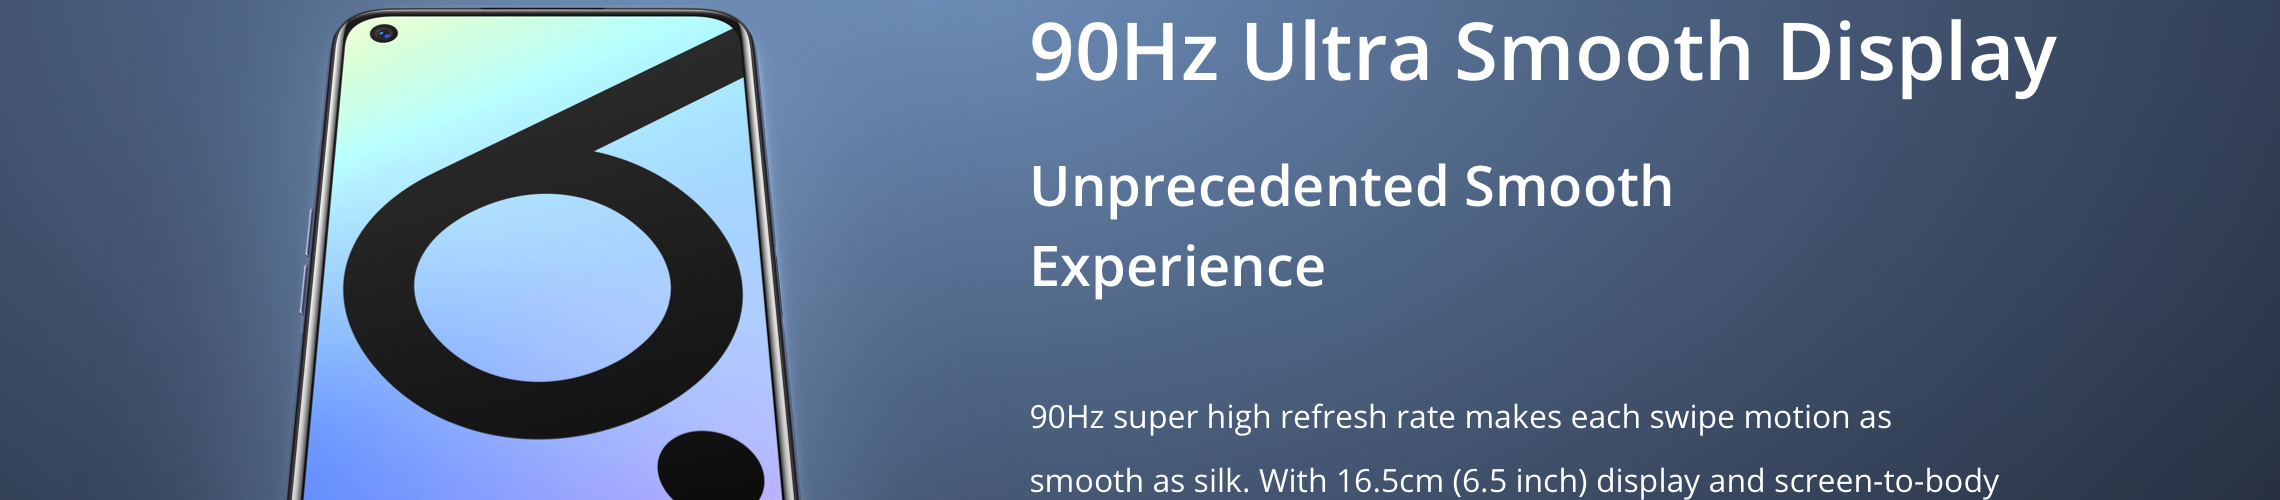 90Hz Ultra Smooth Display
Unprecedented Smooth
Experience
90Hz super high refresh rate makes each swipe motion as
smooth as silk. With 16.5cm (6.5 inch) display and screen-to-body
6